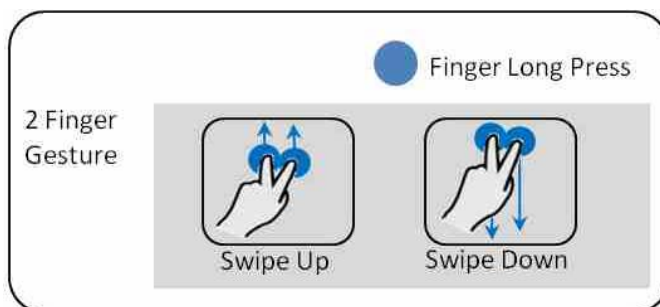 Finger Long Press
2 Finger
Gesture
Swipe Up
Swipe Down